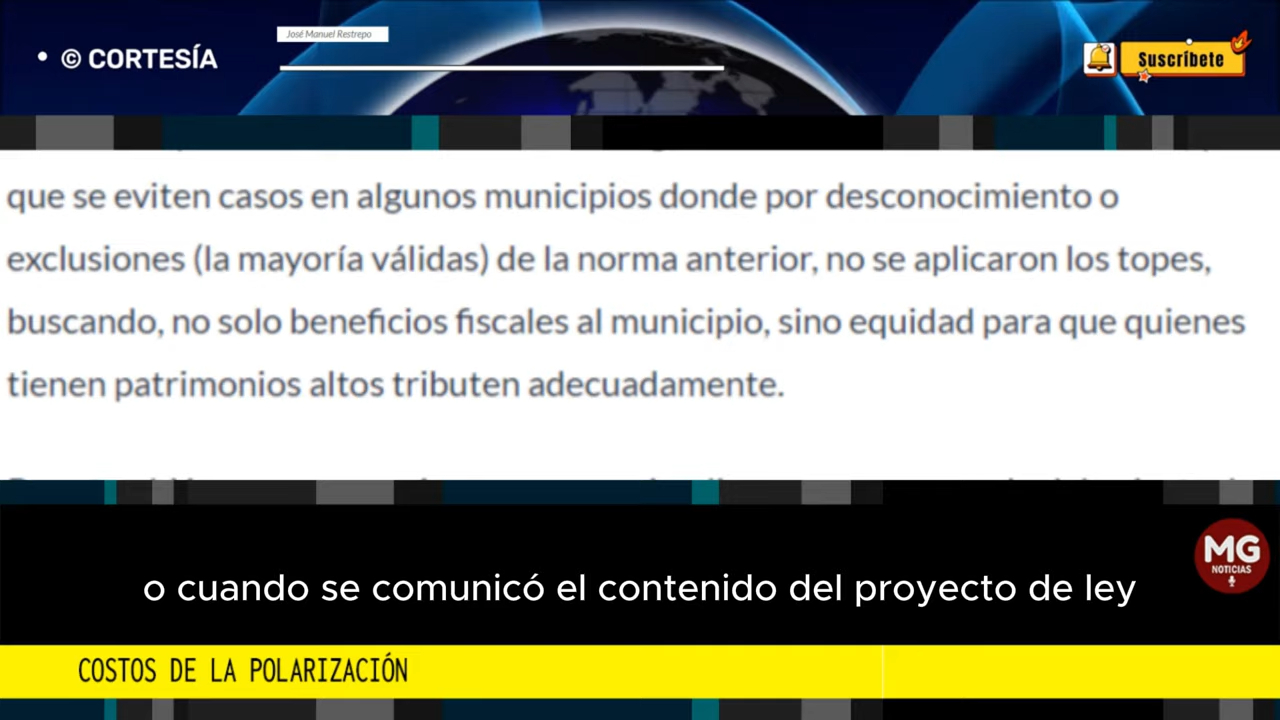 José Manuel Restrepo
• © CORTESÍA
Suscríbete
que se eviten casos en algunos municipios donde por desconocimiento o
exclusiones (la mayoría válidas) de la norma anterior, no se aplicaron los topes,
buscando, no solo beneficios fiscales al municipio, sino equidad para que quienes
tienen patrimonios altos tributen adecuadamente.
MG
NOTICIAS
o cuando se comunicó el contenido del proyecto de ley
COSTOS DE LA POLARIZACIÓN